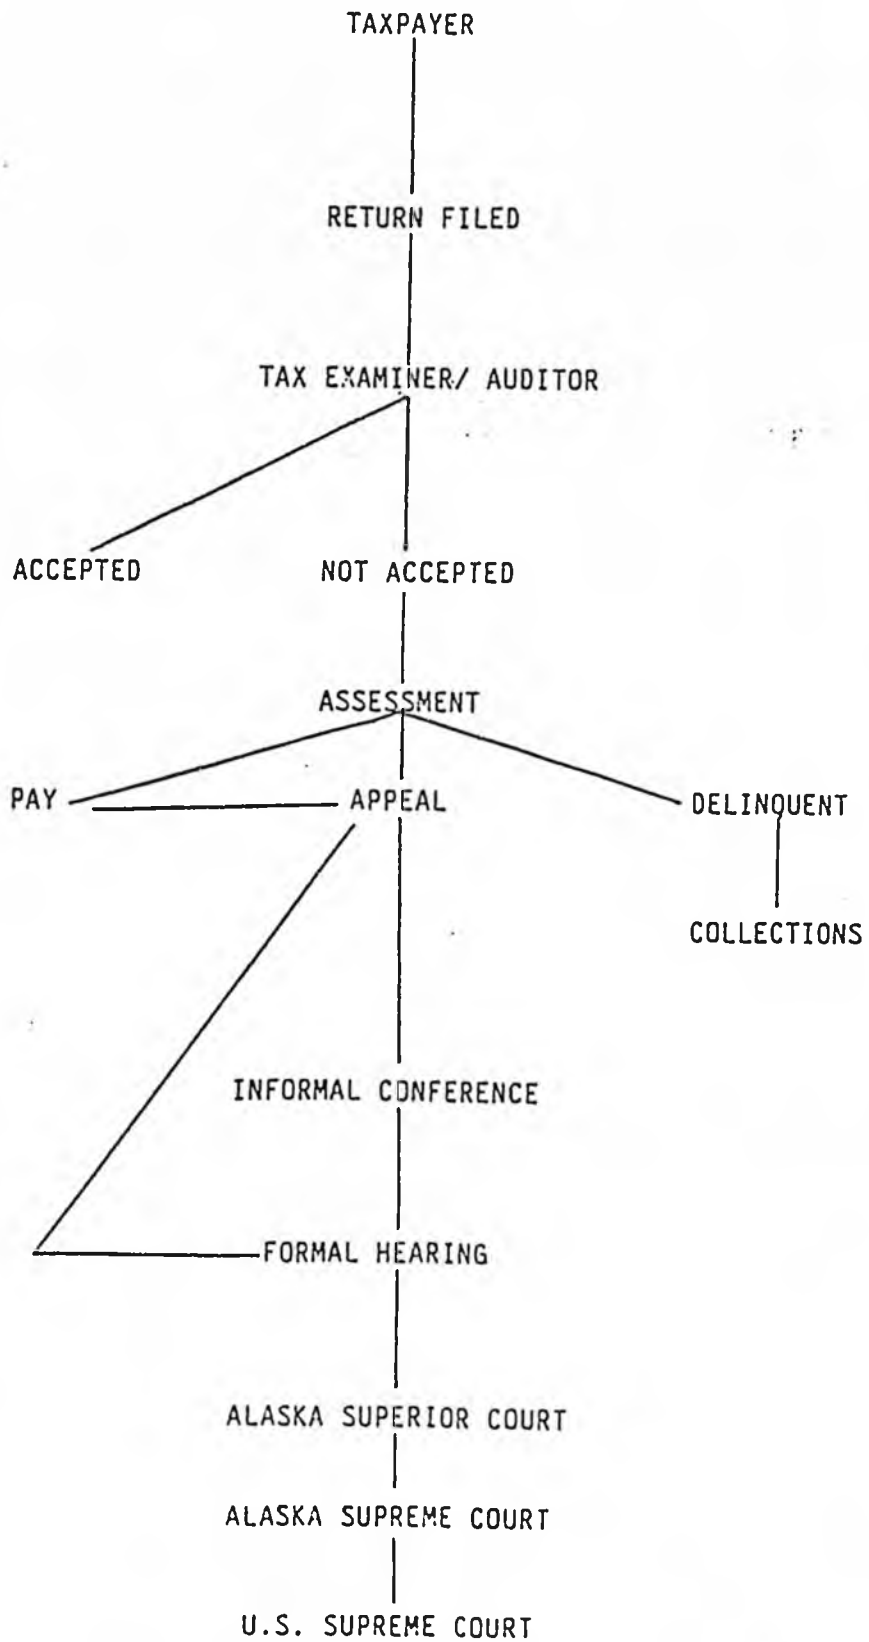 TAXPAYER
RETURN FILED
TAX EXAMINER/ AUDITOR
ACCEPTED NOT ACCEPTED
ASSESSMENT
PAY APPEAL DELINQUENT
COLLECTIONS
INFORMAL CONFERENCE
FORMAL HEARING
ALASKA SUPERIOR COURT
ALASKA SUPREME COURT
U.S. SUPREME COURT